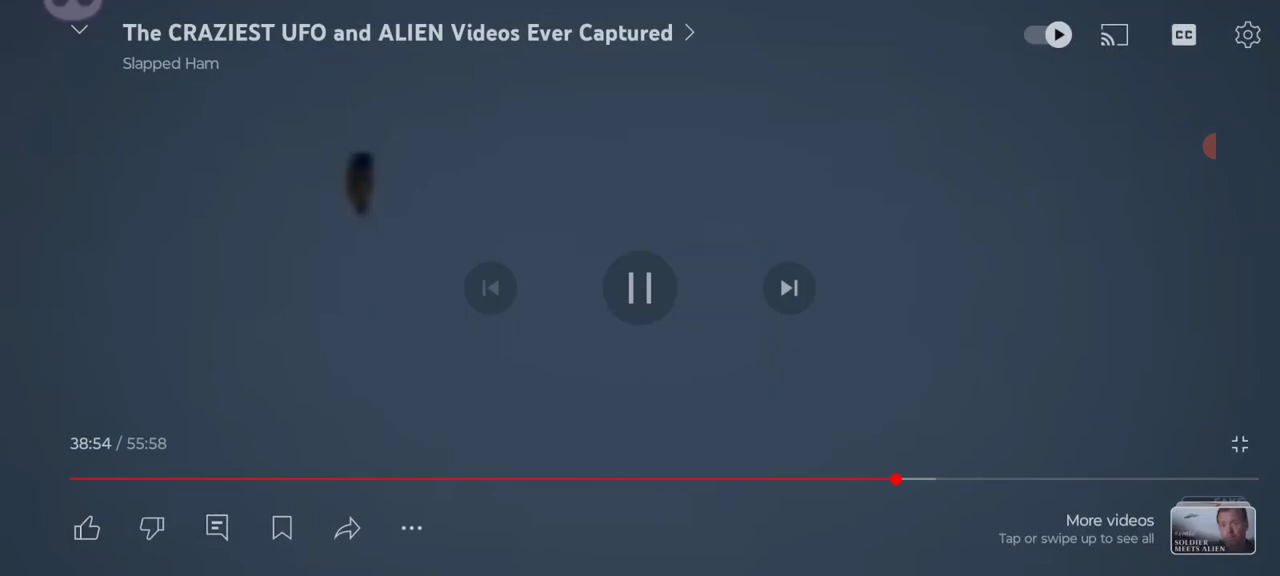 The CRAZIEST UFO and ALIEN Videos Ever Captured
Slapped Ham
CC
38:54 / 55:58
More videos
Tap or swipe up to see all
SOLDIER
MEETS ALIEN